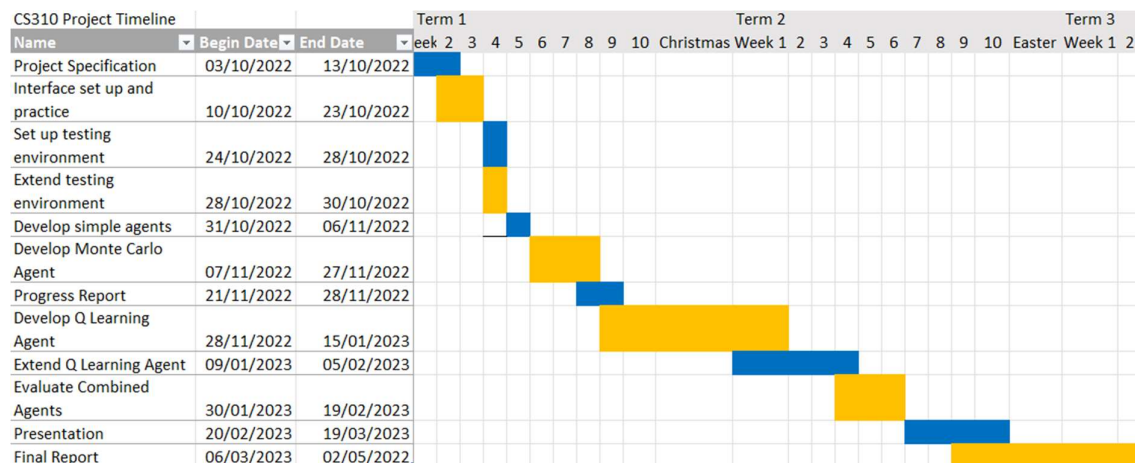 CS310 Project Timeline Term 1 Term 2 Term 3
Name Begin Date End Date eek 2 3 4 5 6 7 8 9 10 Christmas Week 1 2 3 4 5 6 7 8 9 10 Easter Week 1 2
Project Specification 03/10/2022 13/10/2022
Interface set up and
practice 10/10/2022 23/10/2022
Set up testing
environment 24/10/2022 28/10/2022
Extend testing
environment 28/10/2022 30/10/2022
Develop simple agents 31/10/2022 06/11/2022
Develop Monte Carlo
Agent 07/11/2022 27/11/2022
Progress Report 21/11/2022 28/11/2022
Develop Q Learning
Agent 28/11/2022 15/01/2023
Extend Q Learning Agent 09/01/2023 05/02/2023
Evaluate Combined
Agents 30/01/2023 19/02/2023
Presentation 20/02/2023 19/03/2023
Final Report 06/03/2023 02/05/2022